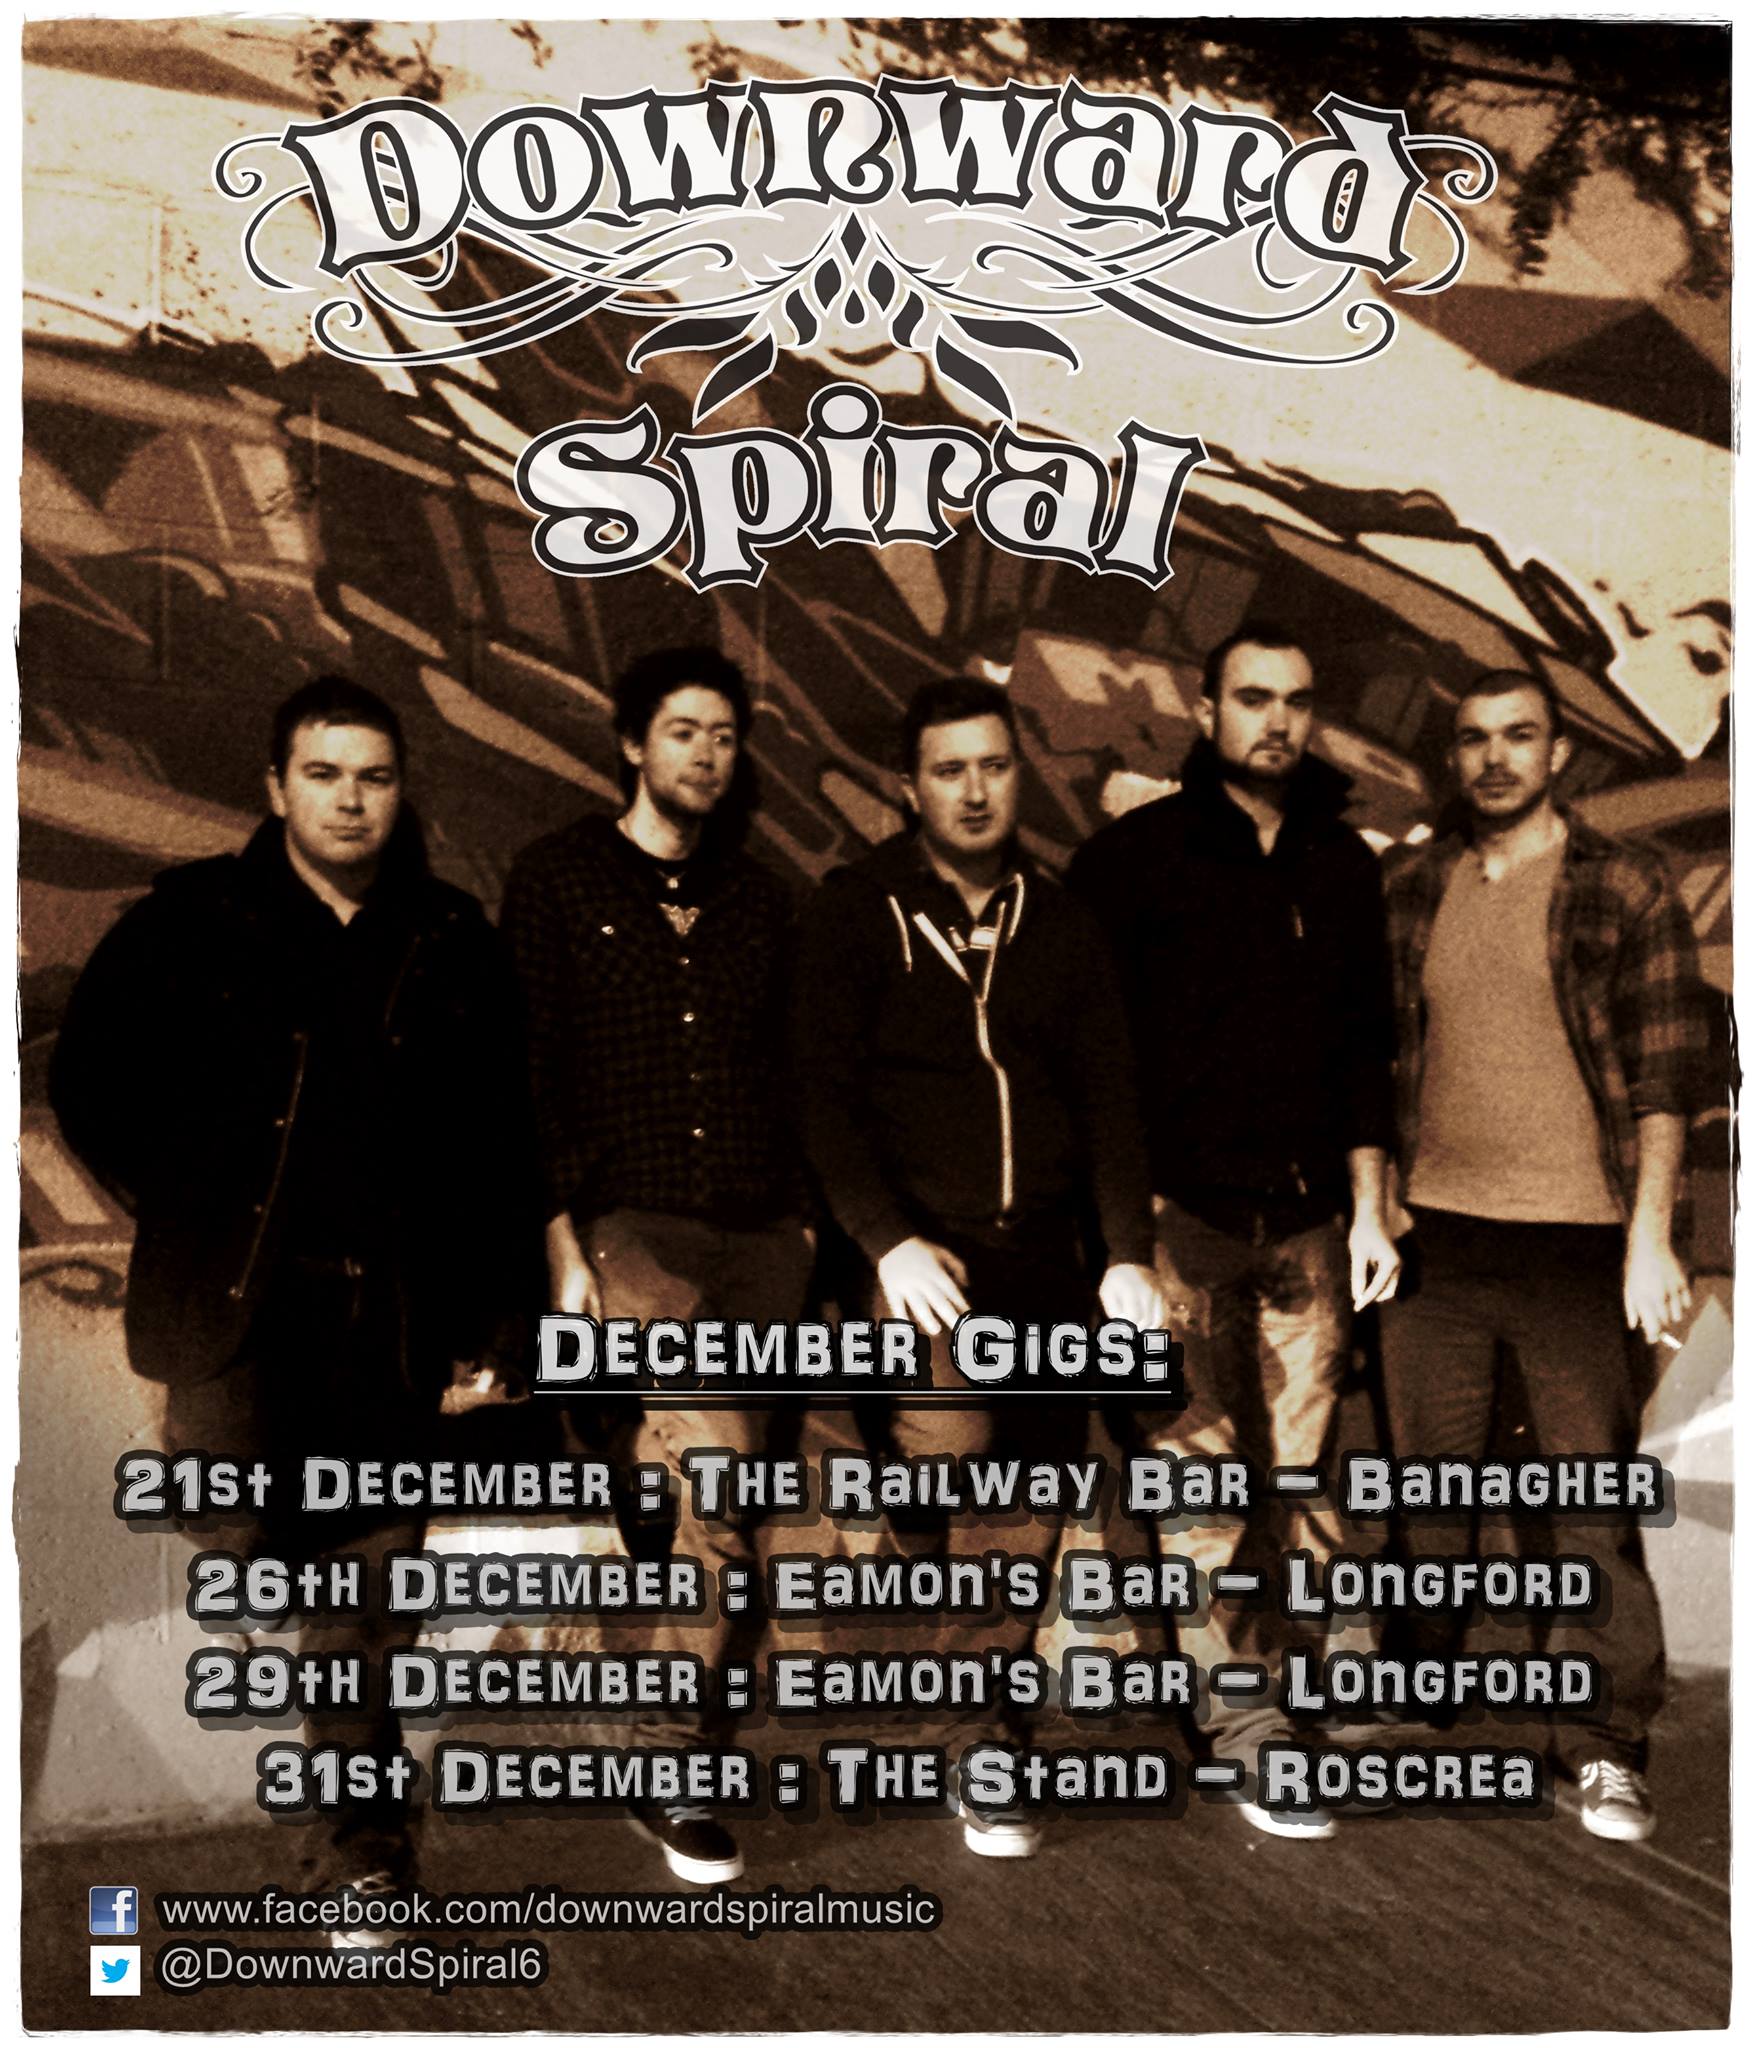 Downward
Spiral
December Gigs:
21st December : The Railway Bar – Banagher
26th December : Eamon's Bar – Longford
29th December : Eamon's Bar – Longford
31st December : The Stand – Roscrea
www.facebook.com/downwardspiralmusic
@DownwardSpiral6